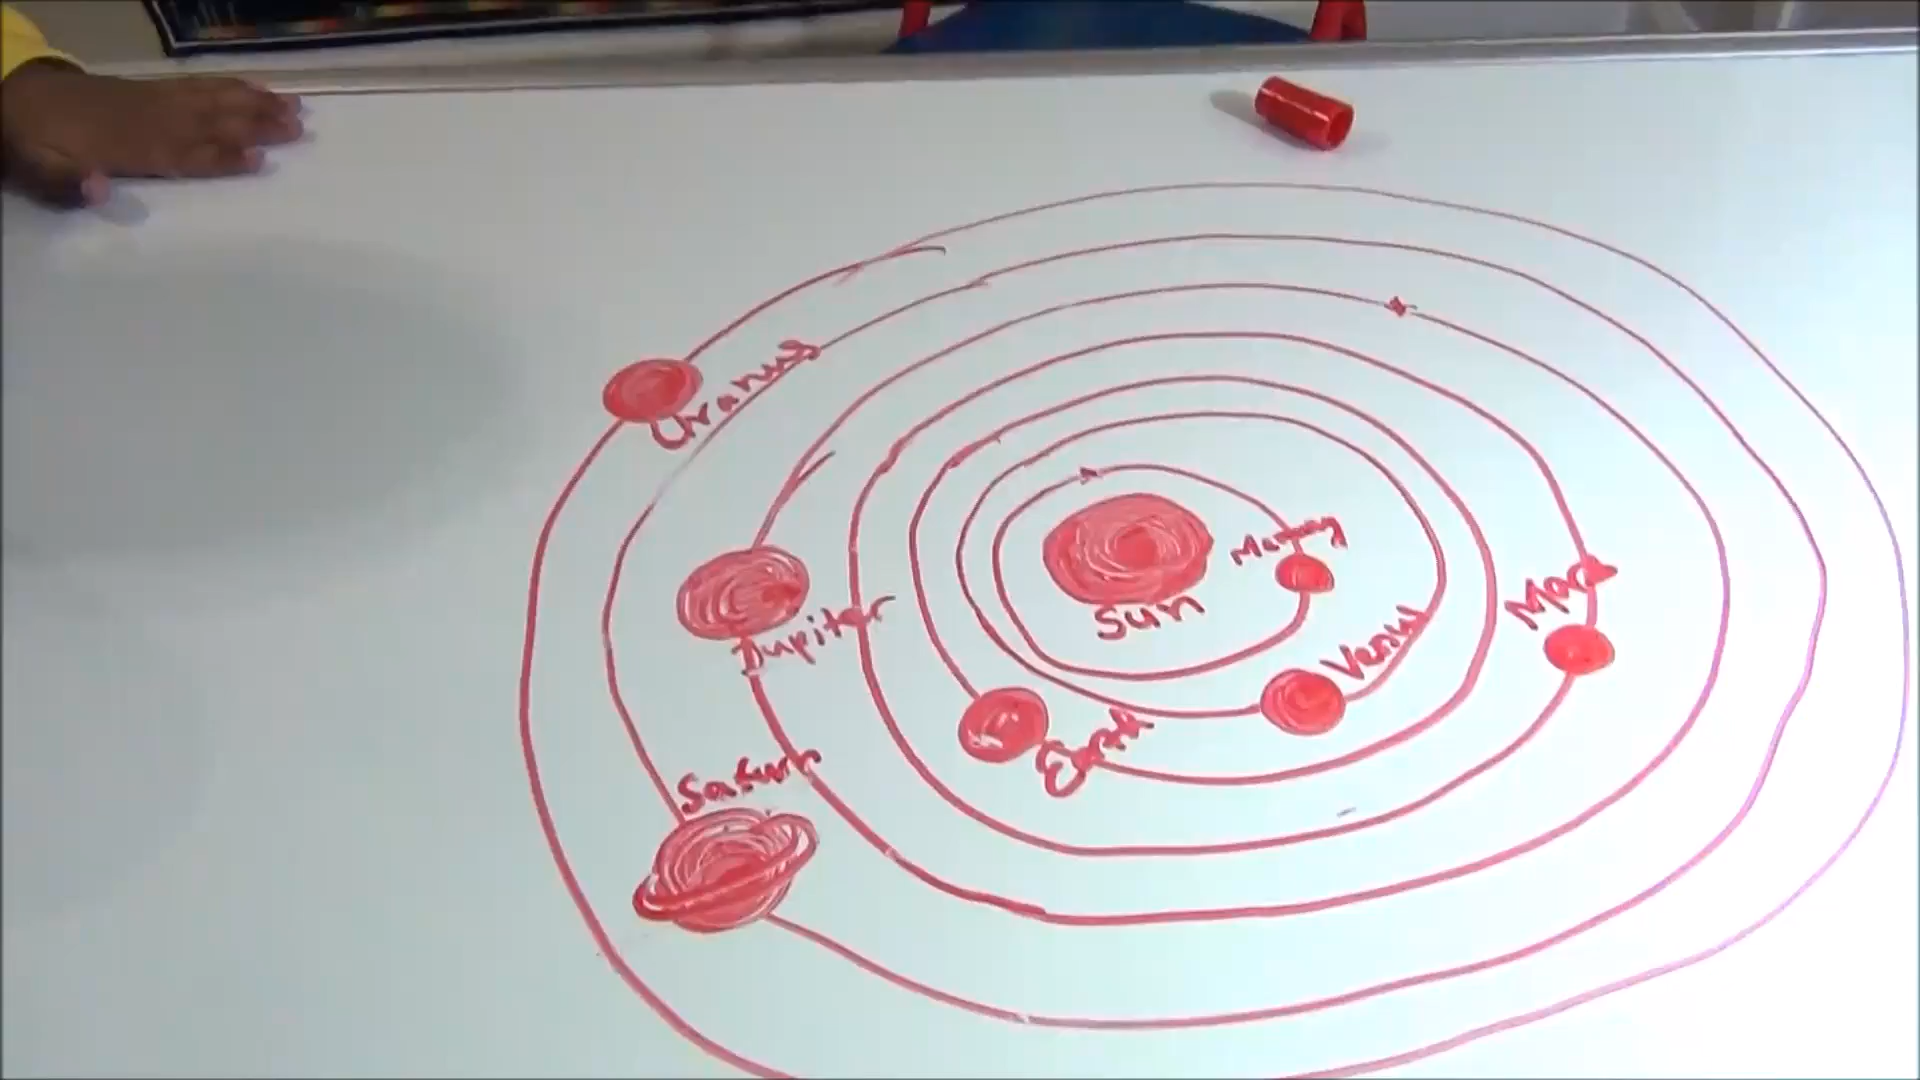 Uranus
Mercury
Sun
Mars
Jupiter
Venus
Earth
Saturn